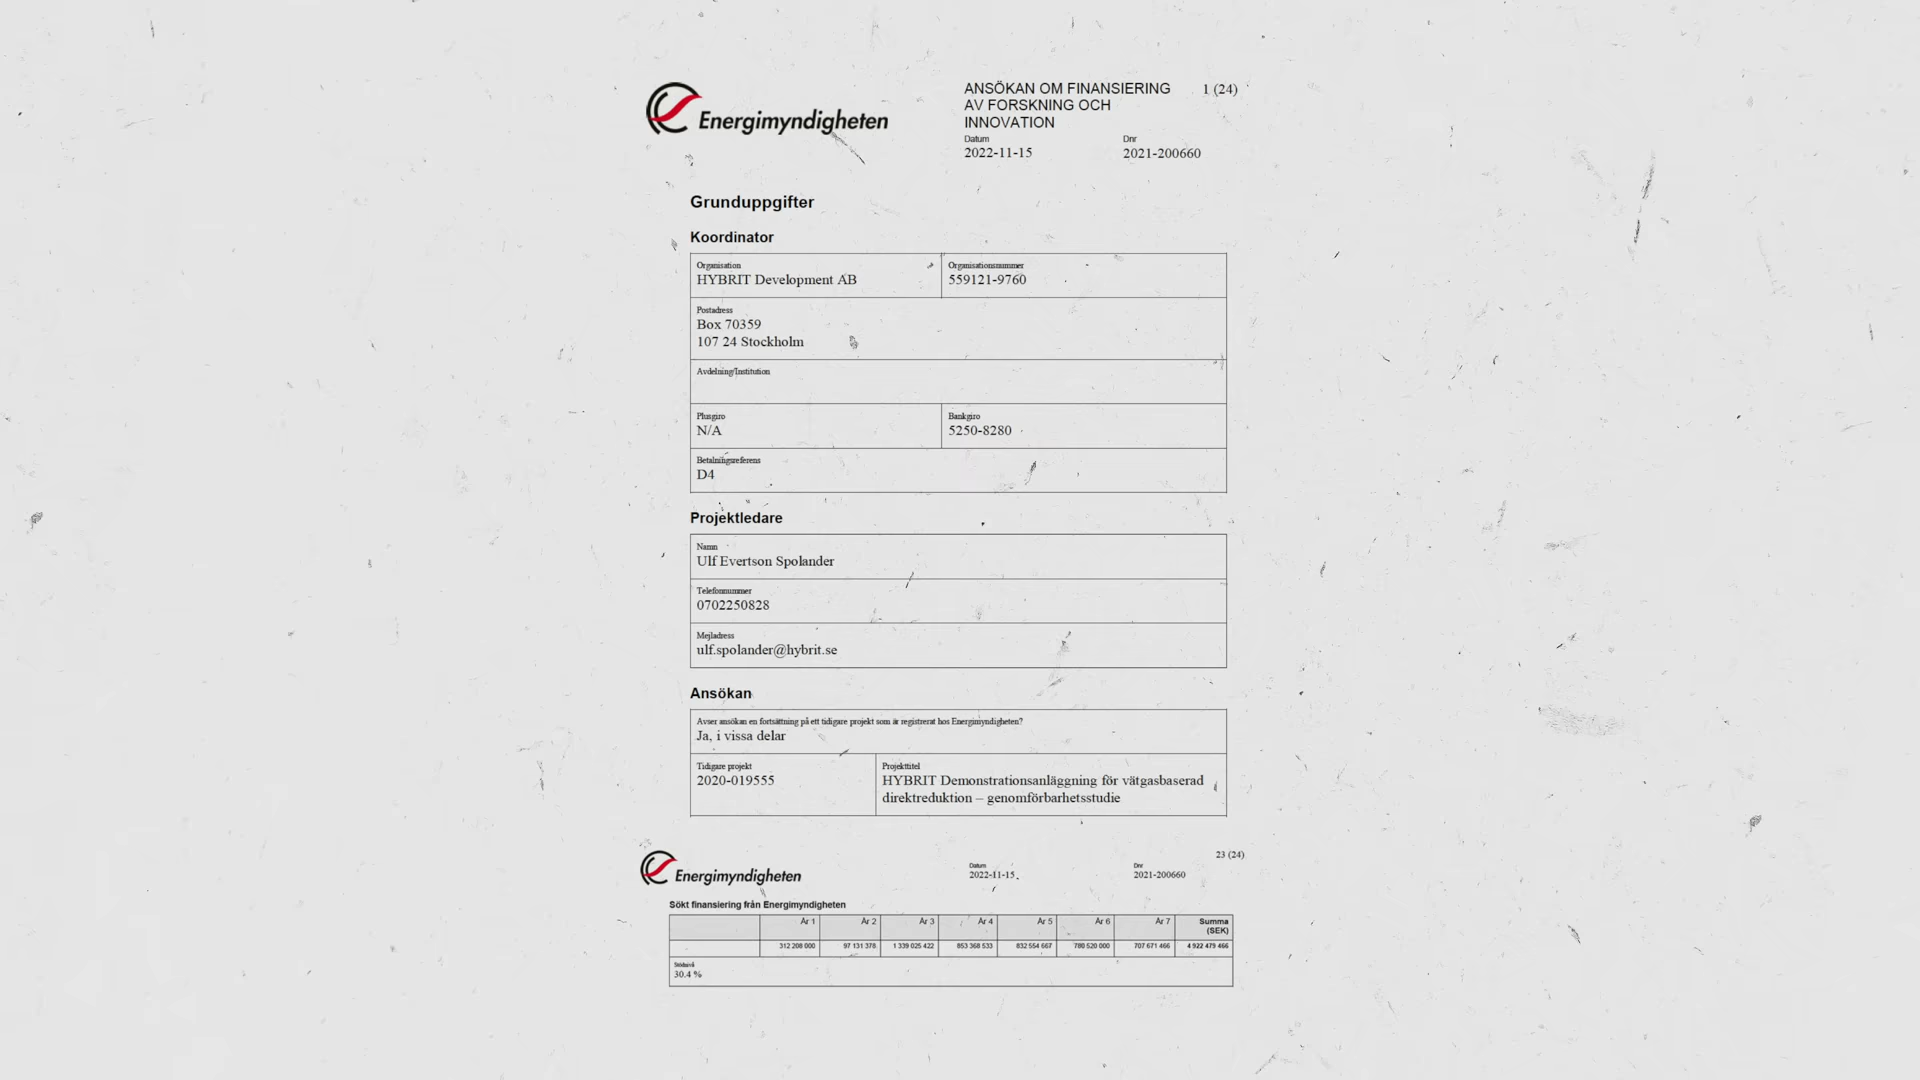 Energimyndigheten
ANSÖKAN OM FINANSIERING
AV FORSKNING OCH
INNOVATION
1 (24)
Datum
2022-11-15
Dnr
2021-200660
Grunduppgifter
Koordinator
Organisation
HYBRIT Development AB
Organisationsnummer
559121-9760
Postadress
Box 70359
107 24 Stockholm
Avdelning/Institution
Plusgiro
N/A
Bankgiro
5250-8280
Betalningsreferens
D4
Projektledare
Namn
Ulf Evertson Spolander
Telefonnummer
0702250828
Mejladress
ulf.spolander@hybrit.se
Ansökan
Avser ansökan en fortsättning på ett tidigare projekt som är registrerat hos Energimyndigheten?
Ja, i vissa delar
Tidigare projekt
2020-019555
Projekttitel
HYBRIT Demonstrationsanläggning för vätgasbaserad
direktreduktion – genomförbarhetsstudie
23 (24)
Energimyndigheten
Datum
2022-11-15
Dnr
2021-200660
Sökt finansiering från Energimyndigheten
År 1 År 2 År 3 År 4 År 5 År 6 År 7 Summa
(SEK)
312 208 000 97 131 378 1 339 025 422 853 368 533 832 554 667 780 520 000 707 671 466 4 922 479 466
Stödnivå
30.4 %